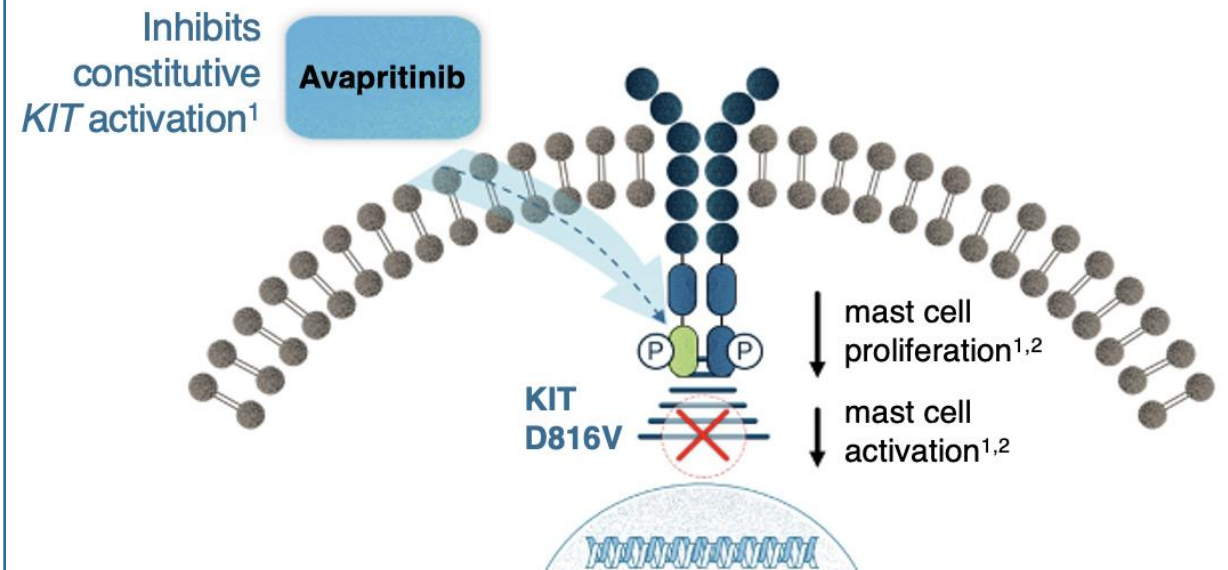 Inhibits
constitutive
KIT activation¹
Avapritinib
P
P
KIT
D816V
mast cell
proliferation¹,²
mast cell
activation¹,²